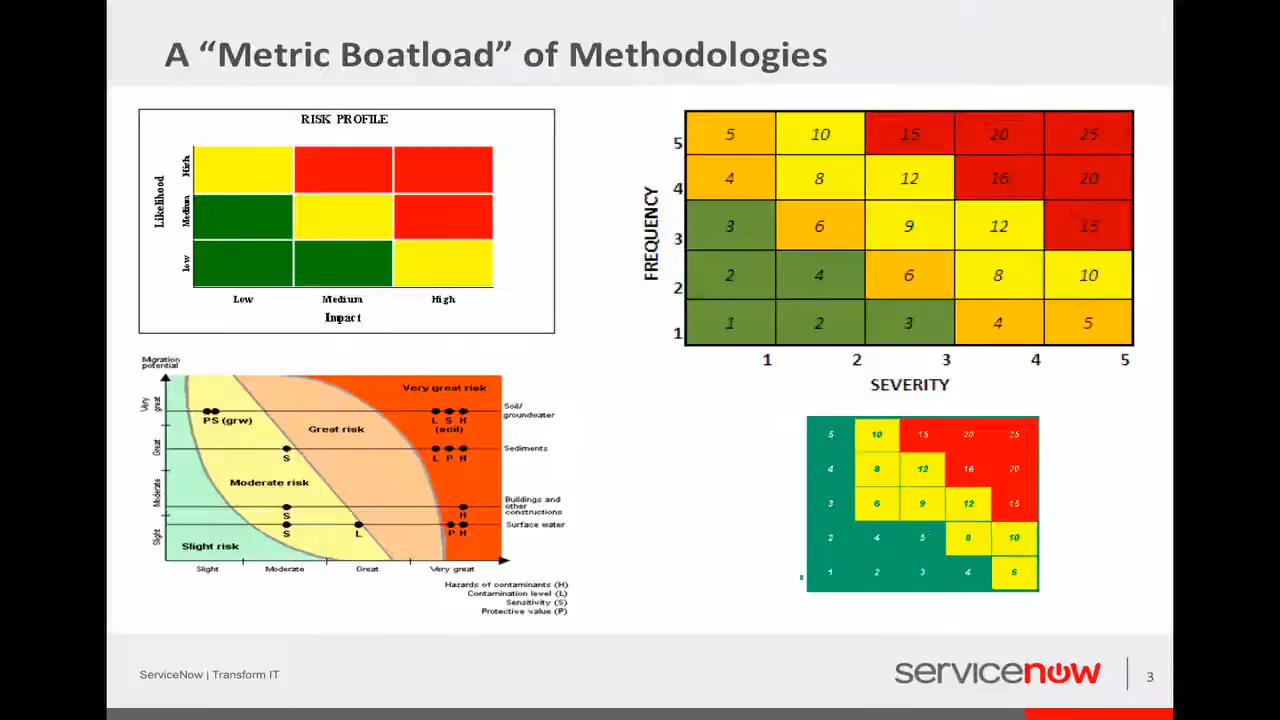 A “Metric Boatload” of Methodologies
RISK PROFILE
Likelihood
High
Medium
Low
Low Medium High
Impact
FREQUENCY
5 5 10 15 20 25
4 4 8 12 16 20
3 3 6 9 12 15
2 2 4 6 8 10
1 1 2 3 4 5
1 2 3 4 5
SEVERITY
Migration
potential
Very great
Great
Moderate
Slight
Very great risk
PS (grw)
L S H
(soil)
Soil/
groundwater
Great risk
S
L P H
Sediments
Moderate risk
S
H
Buildings and
other
constructions
S
L
P H
Surface water
Slight risk
Slight Moderate Great Very great
Hazards of contaminants (H)
Contamination level (L)
Sensitivity (S)
Protective value (P)
5 10 15 20 25
4 8 12 16 20
3 6 9 12 15
2 4 5 8 10
1 2 3 4 6
ServiceNow | Transform IT
servicenow
3